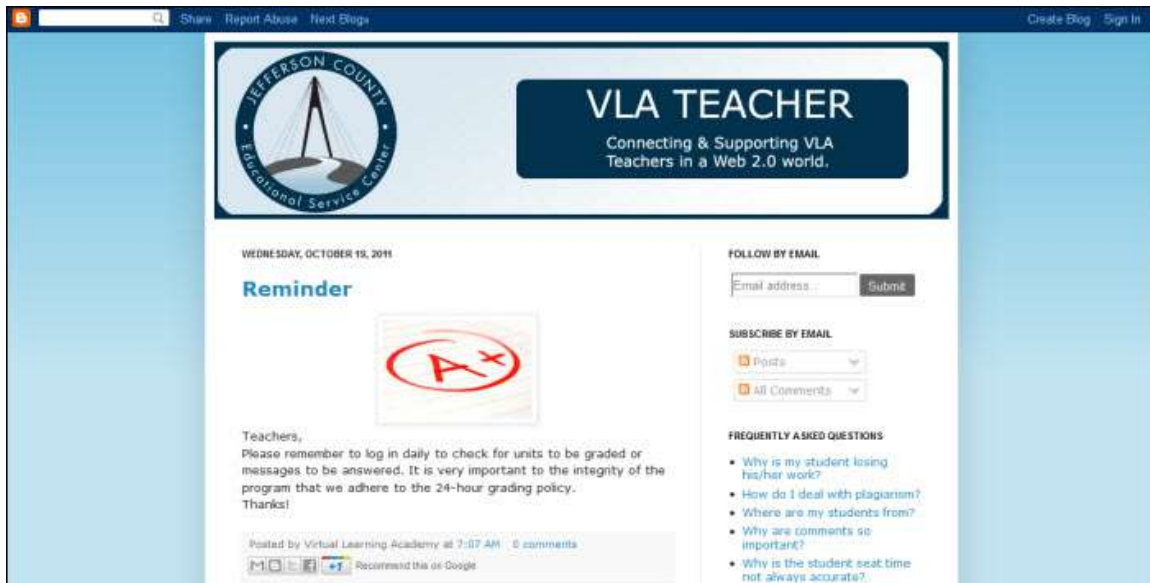 Share Report Abuse Next Blog»
Create Blog Sign In
JEFFERSON COUNTY
Educational Service Center
VLA TEACHER
Connecting & Supporting VLA
Teachers in a Web 2.0 world.
WEDNESDAY, OCTOBER 19, 2011
Reminder
A+
Teachers,
Please remember to log in daily to check for units to be graded or
messages to be answered. It is very important to the integrity of the
program that we adhere to the 24-hour grading policy.
Thanks!
Posted by Virtual Learning Academy at 7:07 AM 0 comments
+1 Recommend this on Google
FOLLOW BY EMAIL
Email address...
Submit
SUBSCRIBE BY EMAIL
Posts
All Comments
FREQUENTLY ASKED QUESTIONS
Why is my student losing
his/her work?
How do I deal with plagiarism?
Where are my students from?
Why are comments so
important?
Why is the student seat time
not always accurate?